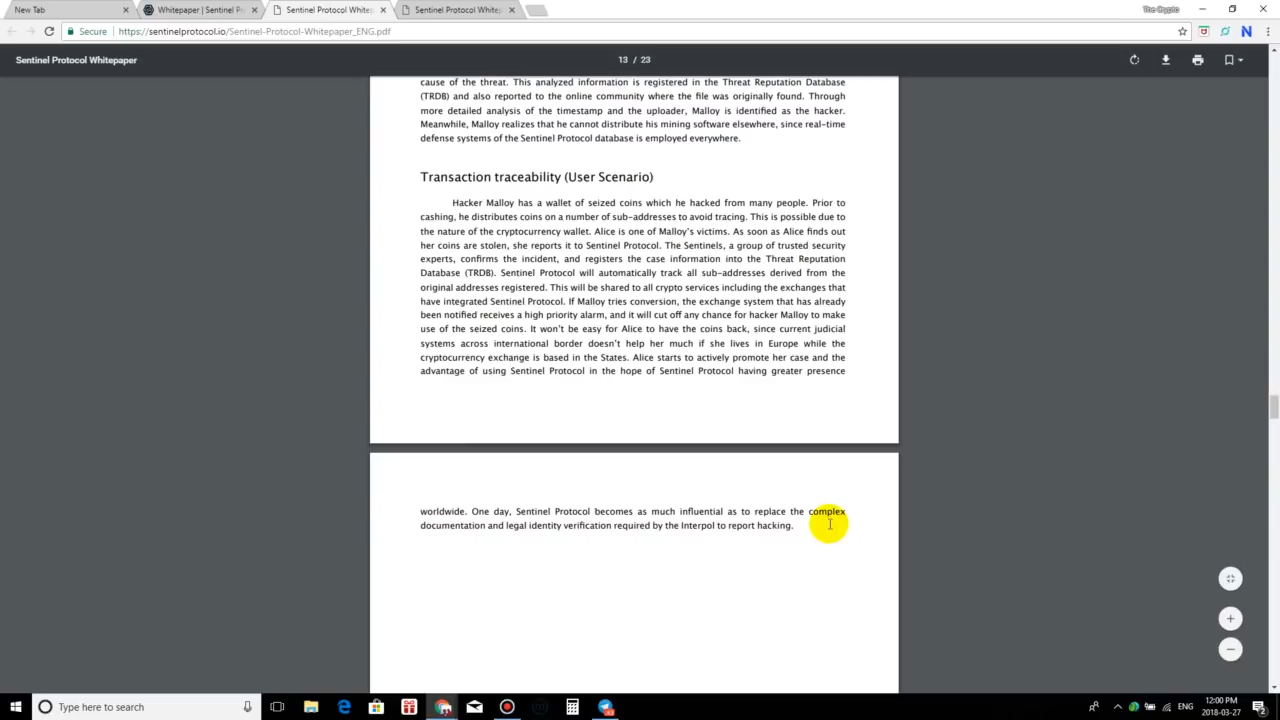 New Tab
Whitepaper | Sentinel Pr
Sentinel Protocol White
Sentinel Protocol White
The Crypto
Secure
https://sentinelprotocol.io/Sentinel-Protocol-Whitepaper_ENG.pdf
Sentinel Protocol Whitepaper
13 / 23
cause of the threat. This analyzed information is registered in the Threat Reputation Database
(TRDB) and also reported to the online community where the file was originally found. Through
more detailed analysis of the timestamp and the uploader, Malloy is identified as the hacker.
Meanwhile, Malloy realizes that he cannot distribute his mining software elsewhere, since real-time
defense systems of the Sentinel Protocol database is employed everywhere.
Transaction traceability (User Scenario)
Hacker Malloy has a wallet of seized coins which he hacked from many people. Prior to
cashing, he distributes coins on a number of sub-addresses to avoid tracing. This is possible due to
the nature of the cryptocurrency wallet. Alice is one of Malloy's victims. As soon as Alice finds out
her coins are stolen, she reports it to Sentinel Protocol. The Sentinels, a group of trusted security
experts, confirms the incident, and registers the case information into the Threat Reputation
Database (TRDB). Sentinel Protocol will automatically track all sub-addresses derived from the
original addresses registered. This will be shared to all crypto services including the exchanges that
have integrated Sentinel Protocol. If Malloy tries conversion, the exchange system that has already
been notified receives a high priority alarm, and it will cut off any chance for hacker Malloy to make
use of the seized coins. It won't be easy for Alice to have the coins back, since current judicial
systems across international border doesn't help her much if she lives in Europe while the
cryptocurrency exchange is based in the States. Alice starts to actively promote her case and the
advantage of using Sentinel Protocol in the hope of Sentinel Protocol having greater presence
worldwide. One day, Sentinel Protocol becomes as much influential as to replace the complex
documentation and legal identity verification required by the Interpol to report hacking.
Type here to search
ENG
12:00 PM
2018-03-27